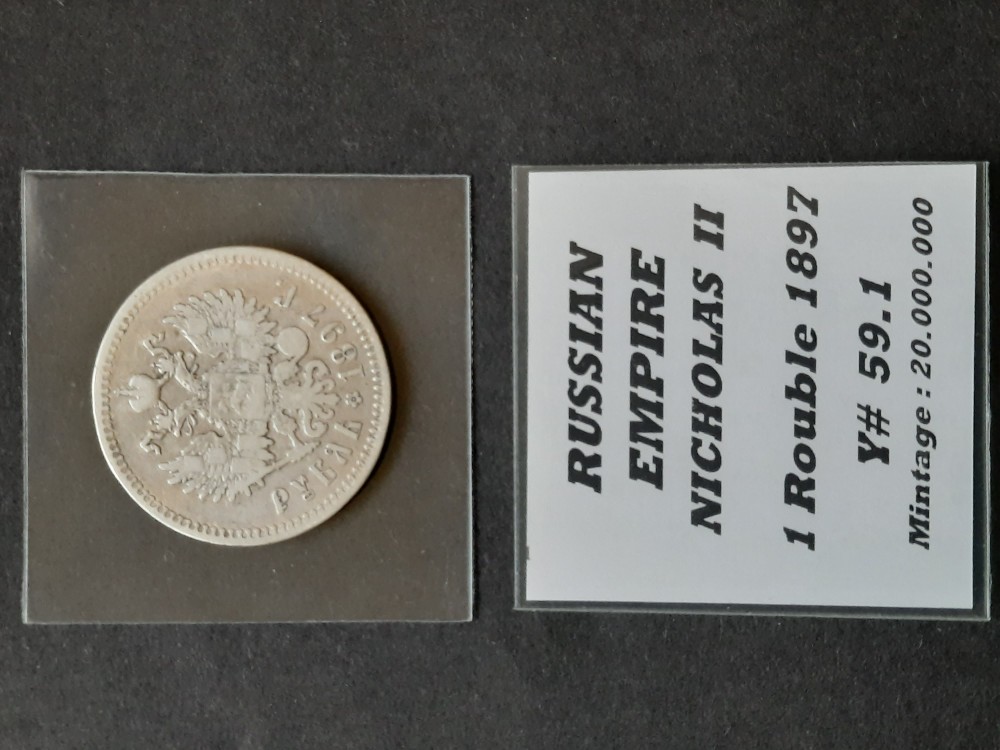 РУБЛЬ * 1897 Г.
RUSSIAN
EMPIRE
NICHOLAS II
1 Rouble 1897
Y# 59.1
Mintage : 20.000.000